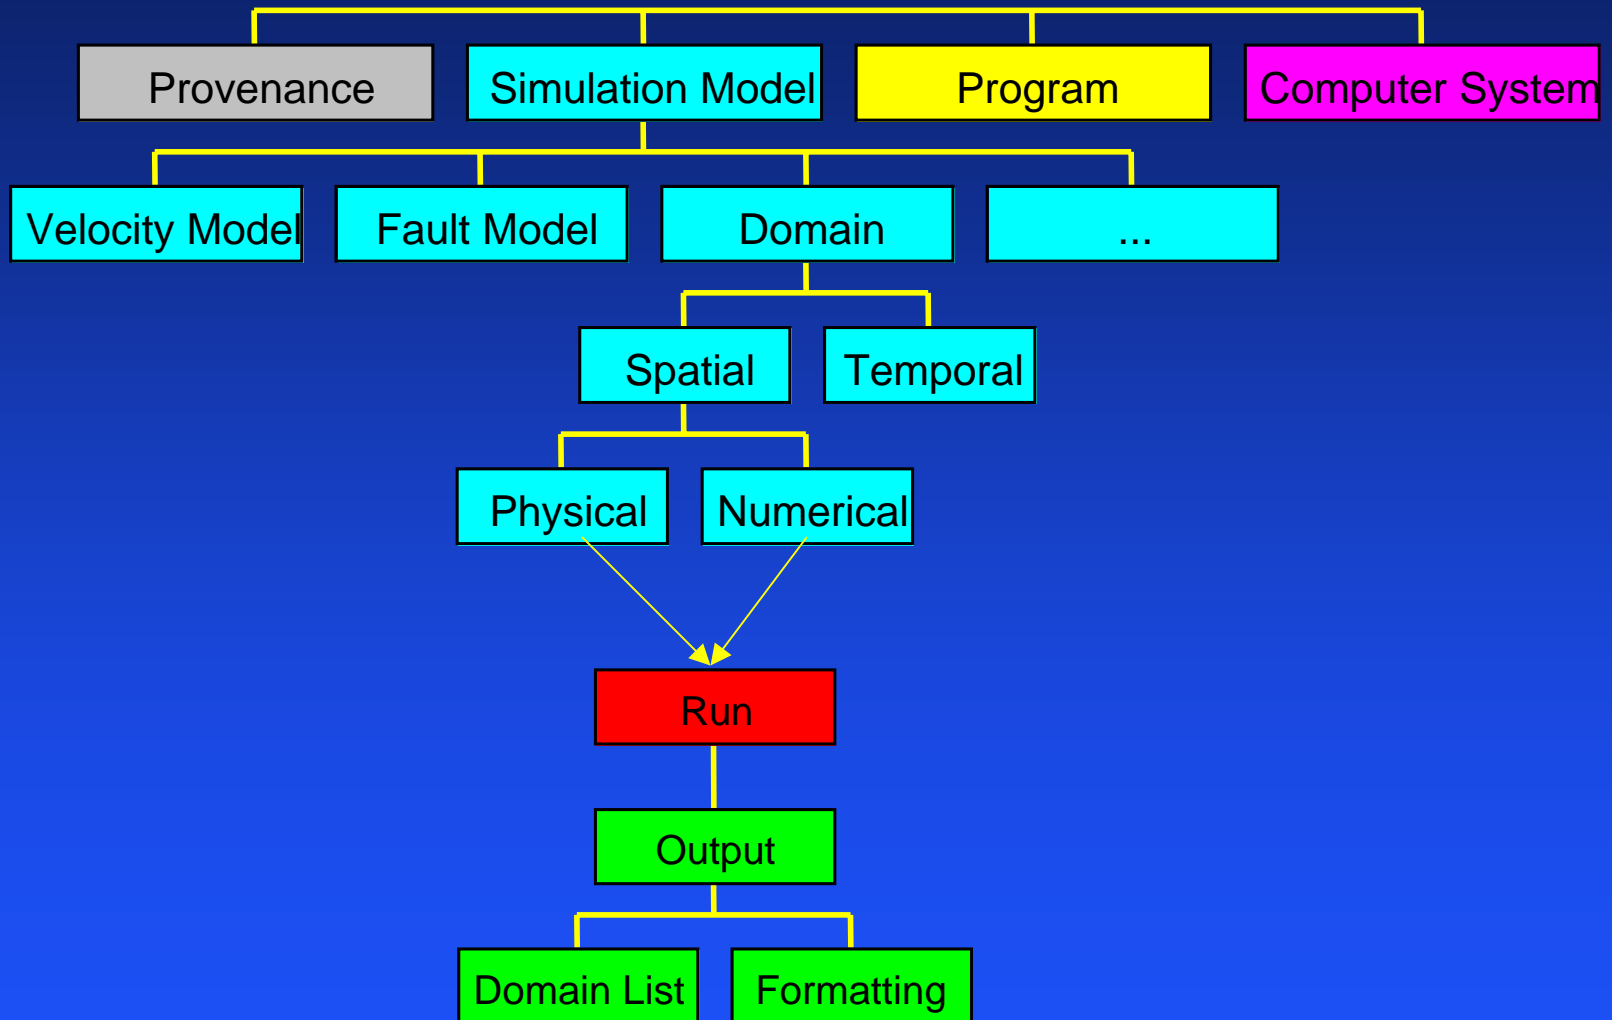 Provenance
Simulation Model
Program
Computer System
Velocity Model
Fault Model
Domain
...
Spatial
Temporal
Physical
Numerical
Run
Output
Domain List
Formatting